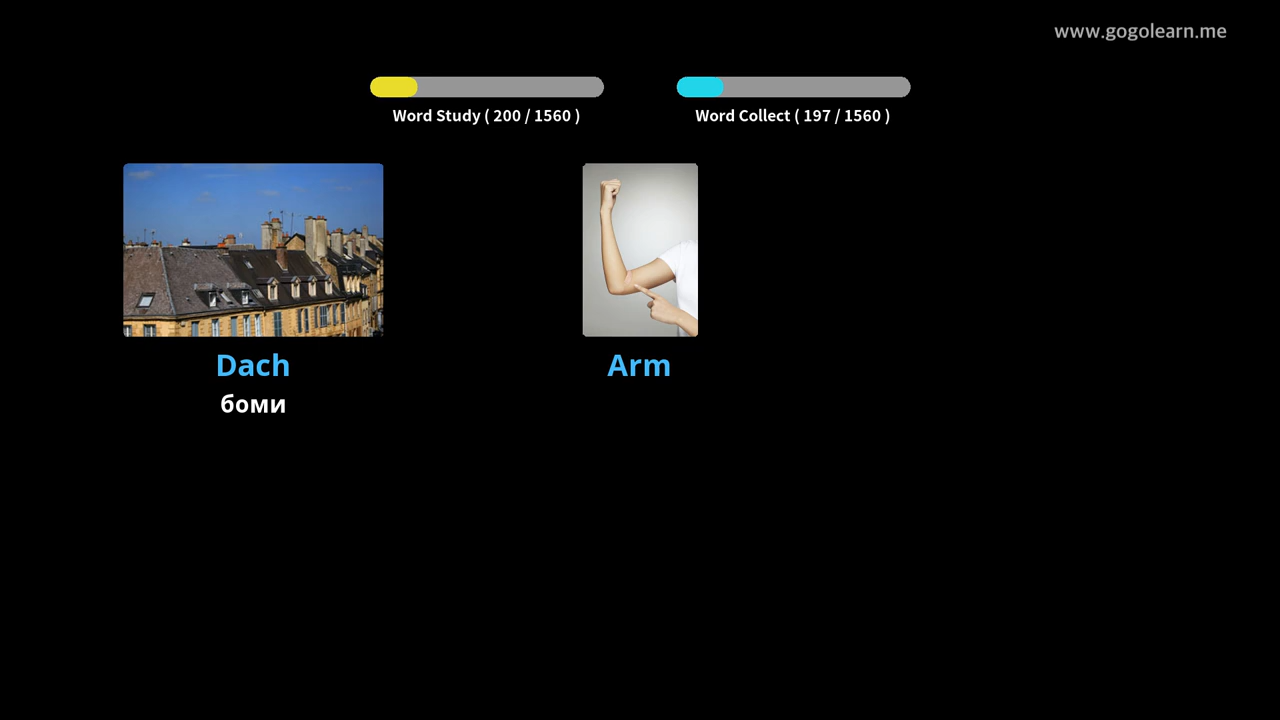 www.gogolearn.me
Word Study ( 200 / 1560 )
Word Collect ( 197 / 1560 )
Dach
боми
Arm